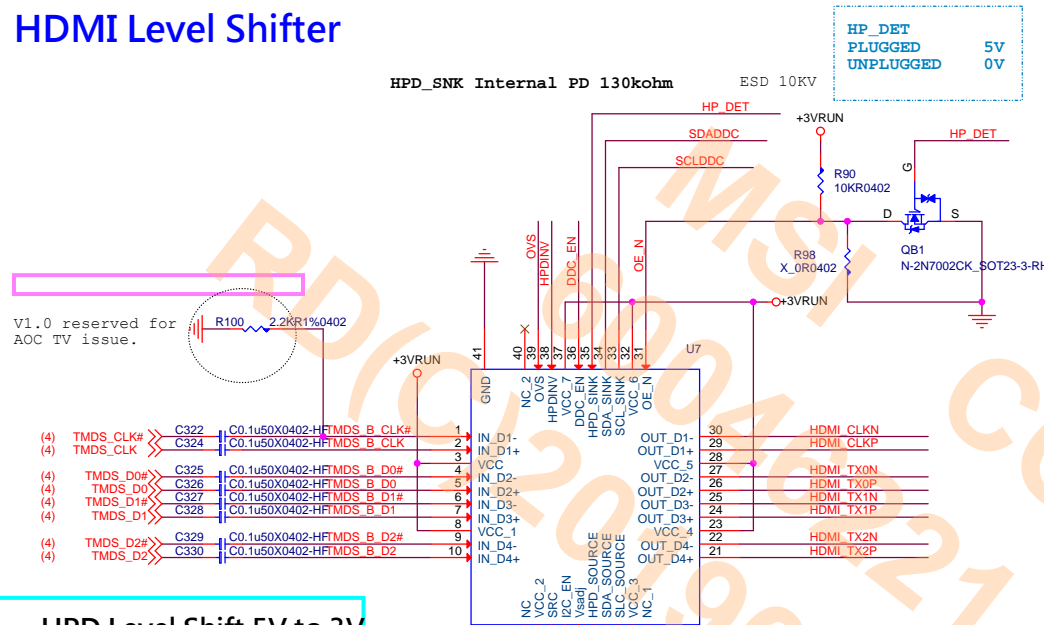 HDMI Level Shifter
HP_DET
PLUGGED 5V
UNPLUGGED 0V
HPD_SNK Internal PD 130kohm
ESD 10KV
HP_DET
SDADDC
SCLDDC
+3VRUN
HP_DET
R90
10KR0402
G
D
S
R98
X_0R0402
QB1
N-2N7002CK_SOT23-3-RH
OVS
HPDINV
DDC_EN
OE_N
+3VRUN
V1.0 reserved for
AOC TV issue.
R100 2.2KR1%0402
+3VRUN
U7
41 40 39 38 37 36 35 34 33 32 31
GND
NC_2
OVS
HPDINV
VCC_7
DDC_EN
HPD_SINK
SDA_SINK
SCL_SINK
VCC_6
OE_N
(4) TMDS_CLK# C322 C0.1u50X0402-HF TMDS_B_CLK# 1 IN_D1-
(4) TMDS_CLK C324 C0.1u50X0402-HF TMDS_B_CLK 2 IN_D1+
3 VCC
(4) TMDS_D0# C325 C0.1u50X0402-HF TMDS_B_D0# 4 IN_D2-
(4) TMDS_D0 C326 C0.1u50X0402-HF TMDS_B_D0 5 IN_D2+
(4) TMDS_D1# C327 C0.1u50X0402-HF TMDS_B_D1# 6 IN_D3-
(4) TMDS_D1 C328 C0.1u50X0402-HF TMDS_B_D1 7 IN_D3+
8 VCC_1
(4) TMDS_D2# C329 C0.1u50X0402-HF TMDS_B_D2# 9 IN_D4-
(4) TMDS_D2 C330 C0.1u50X0402-HF TMDS_B_D2 10 IN_D4+
OUT_D1- 30 HDMI_CLKN
OUT_D1+ 29 HDMI_CLKP
VCC_5 28
OUT_D2- 27 HDMI_TX0N
OUT_D2+ 26 HDMI_TX0P
OUT_D3- 25 HDMI_TX1N
OUT_D3+ 24 HDMI_TX1P
VCC_4 23
OUT_D4- 22 HDMI_TX2N
OUT_D4+ 21 HDMI_TX2P
NC
VCC_2
SRC
I2C_EN
Vsadj
HPD_SOURCE
SDA_SOURCE
SLC_SOURCE
VCC_3
NC_1
HPD Level Shift 5V to 3V
MSI
60046221